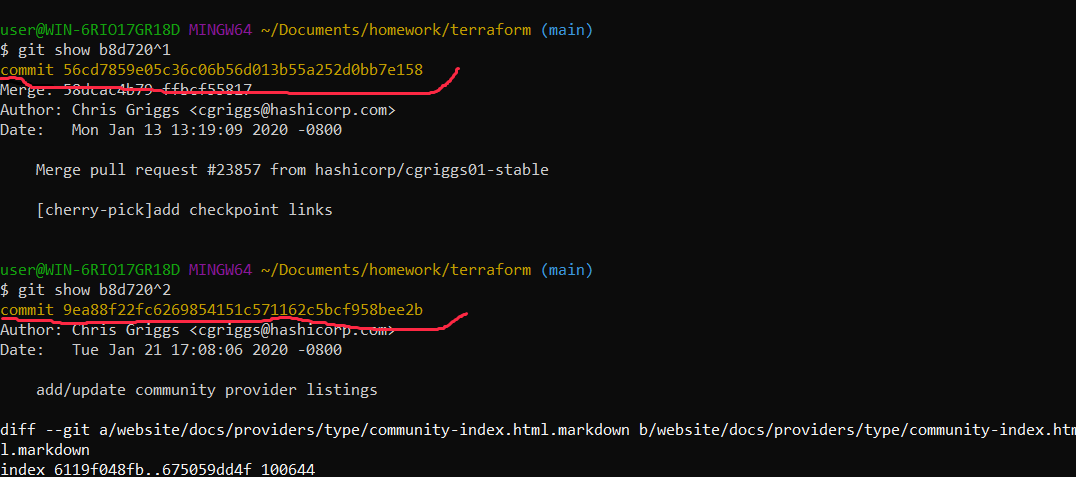 user@WIN-6RIO17GR18D MINGW64 ~/Documents/homework/terraform (main)
$ git show b8d720^1
commit 56cd7859e05c36c06b56d013b55a252d0bb7e158
Merge: 58dcac4b79 ffbcf55817
Author: Chris Griggs <cgriggs@hashicorp.com>
Date:   Mon Jan 13 13:19:09 2020 -0800
    Merge pull request #23857 from hashicorp/cgriggs01-stable
    [cherry-pick]add checkpoint links
user@WIN-6RIO17GR18D MINGW64 ~/Documents/homework/terraform (main)
$ git show b8d720^2
commit 9ea88f22fc6269854151c571162c5bcf958bee2b
Author: Chris Griggs <cgriggs@hashicorp.com>
Date:   Tue Jan 21 17:08:06 2020 -0800
    add/update community provider listings
diff --git a/website/docs/providers/type/community-index.html.markdown b/website/docs/providers/type/community-index.htm
l.markdown
index 6119f048fb..675059dd4f 100644